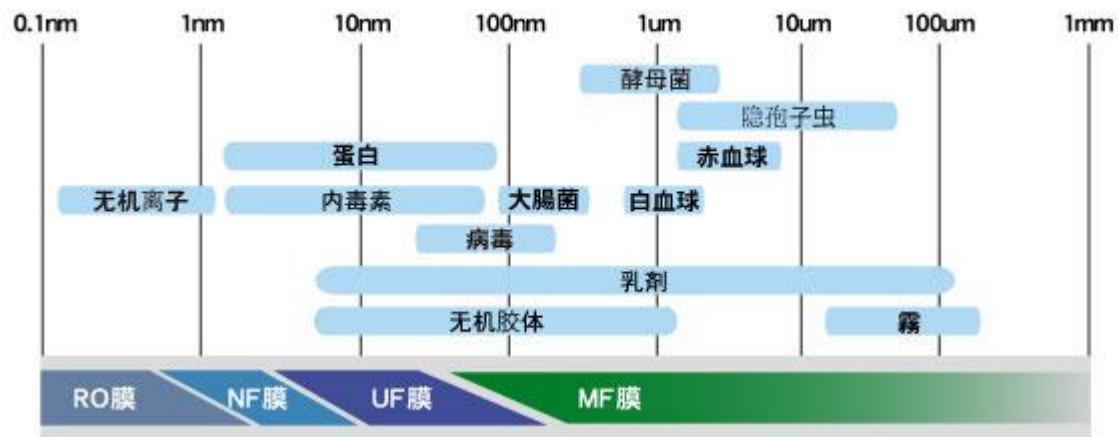 0.1nm 1nm 10nm 100nm 1um 10um 100um 1mm
酵母菌
隐孢子虫
蛋白 赤血球
无机离子 内毒素 大腸菌 白血球
病毒
乳剤
无机胶体 霧
RO膜 NF膜 UF膜 MF膜